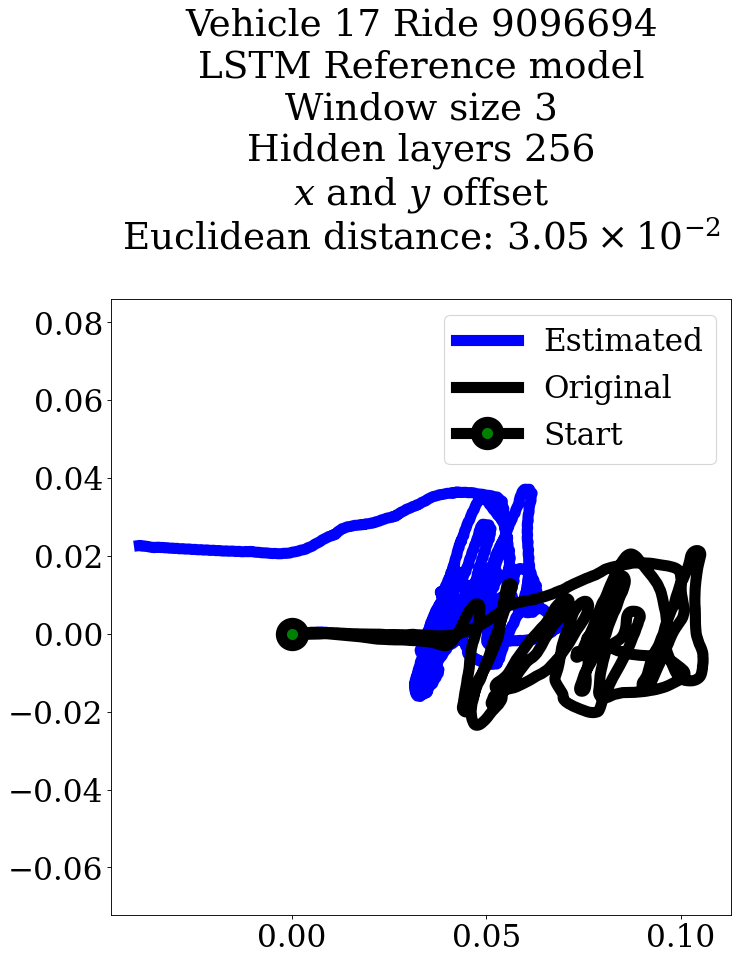 Vehicle 17 Ride 9096694
LSTM Reference model
Window size 3
Hidden layers 256
x and y offset
Euclidean distance: 3.05 × 10⁻²
Estimated
Original
Start
0.08
0.06
0.04
0.02
0.00
−0.02
−0.04
−0.06
0.00 0.05 0.10